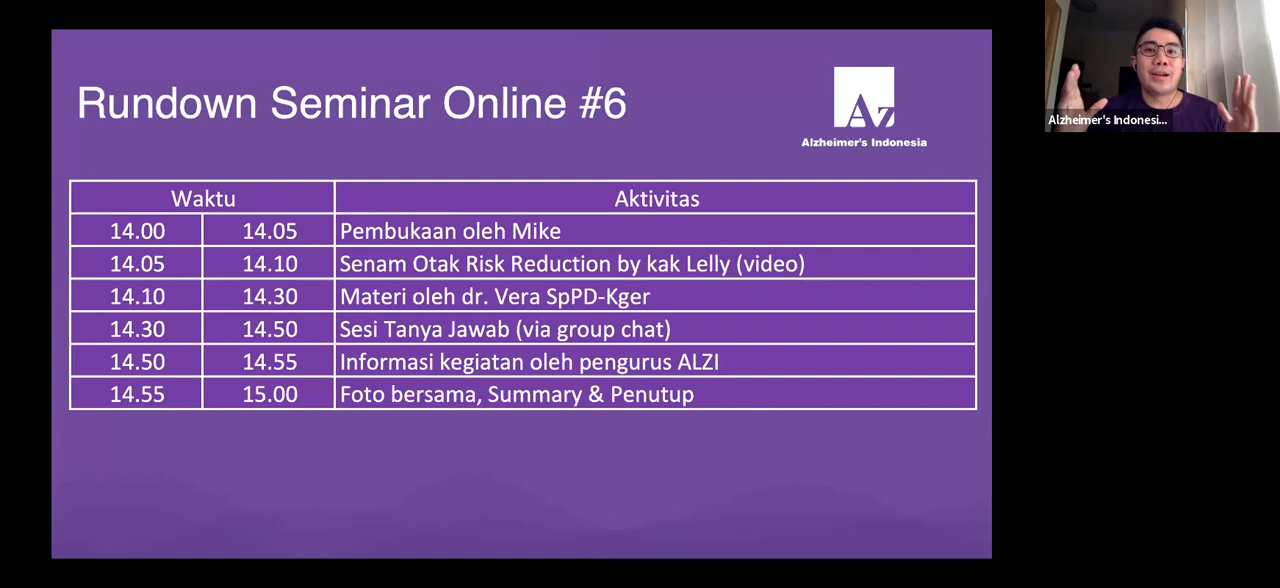 Rundown Seminar Online #6
Az
Alzheimer's Indonesia
Waktu Aktivitas
14.00 14.05 Pembukaan oleh Mike
14.05 14.10 Senam Otak Risk Reduction by kak Lelly (video)
14.10 14.30 Materi oleh dr. Vera SpPD-Kger
14.30 14.50 Sesi Tanya Jawab (via group chat)
14.50 14.55 Informasi kegiatan oleh pengurus ALZI
14.55 15.00 Foto bersama, Summary & Penutup
Alzheimer's Indonesi...